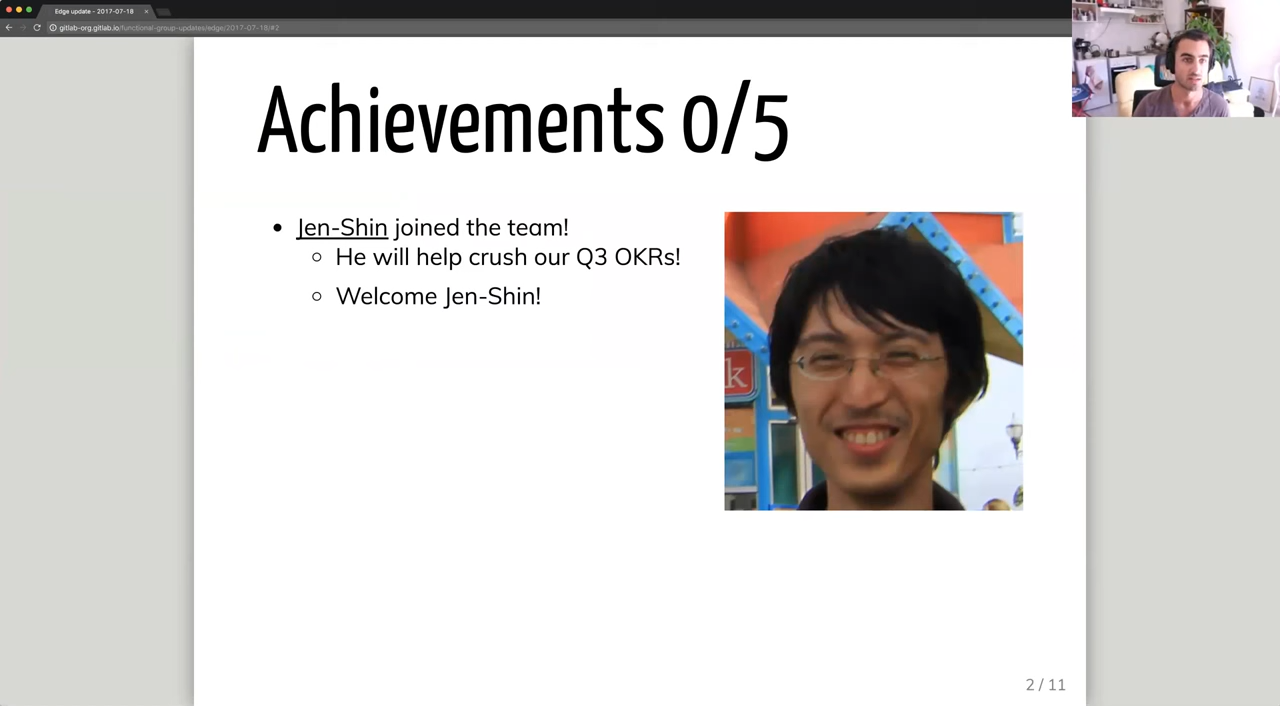 Edge update - 2017-07-18
gitlab-org.gitlab.io/functional-group-updates/edge/2017-07-18/#2
Achievements 0/5
Jen-Shin joined the team!
He will help crush our Q3 OKRs!
Welcome Jen-Shin!
k
2 / 11